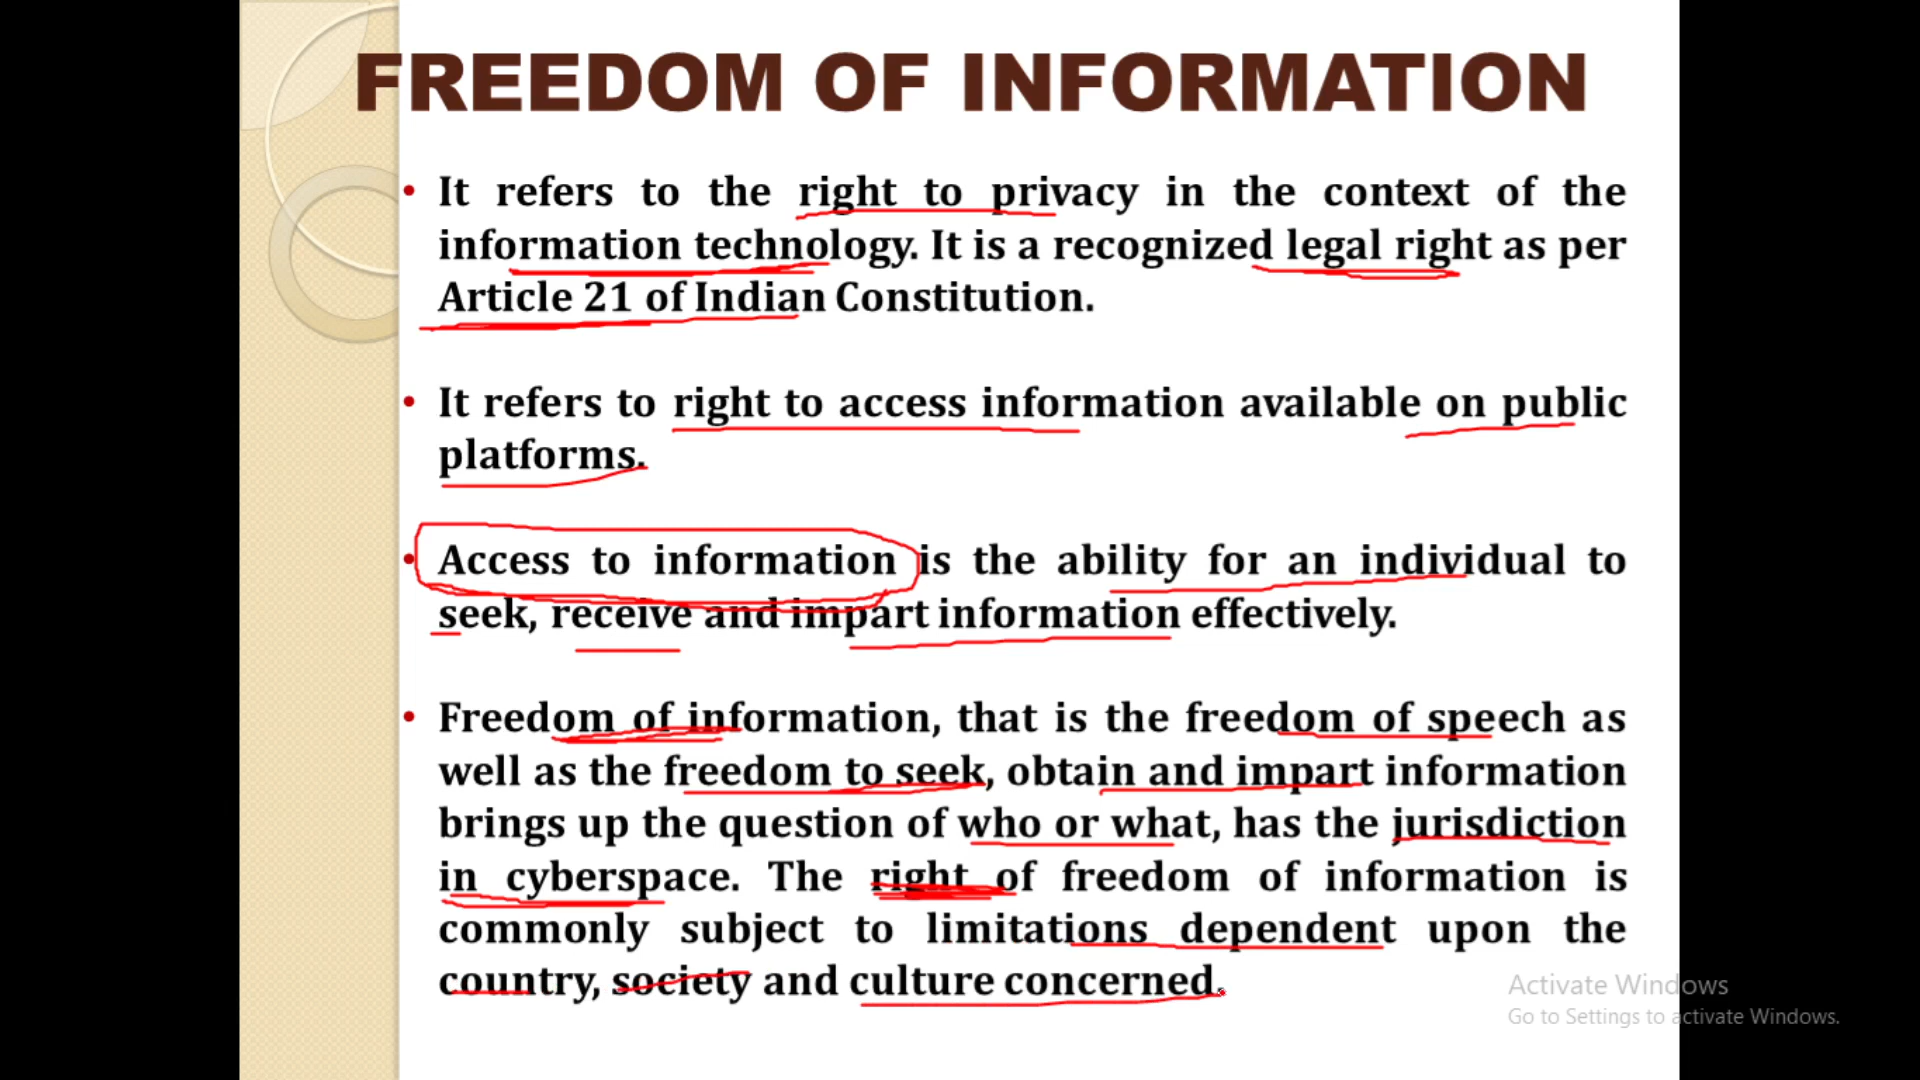 FREEDOM OF INFORMATION
• It refers to the right to privacy in the context of the
information technology. It is a recognized legal right as per
Article 21 of Indian Constitution.
• It refers to right to access information available on public
platforms.
• Access to information is the ability for an individual to
seek, receive and impart information effectively.
• Freedom of information, that is the freedom of speech as
well as the freedom to seek, obtain and impart information
brings up the question of who or what, has the jurisdiction
in cyberspace. The right of freedom of information is
commonly subject to limitations dependent upon the
country, society and culture concerned.
Activate Windows
Go to Settings to activate Windows.